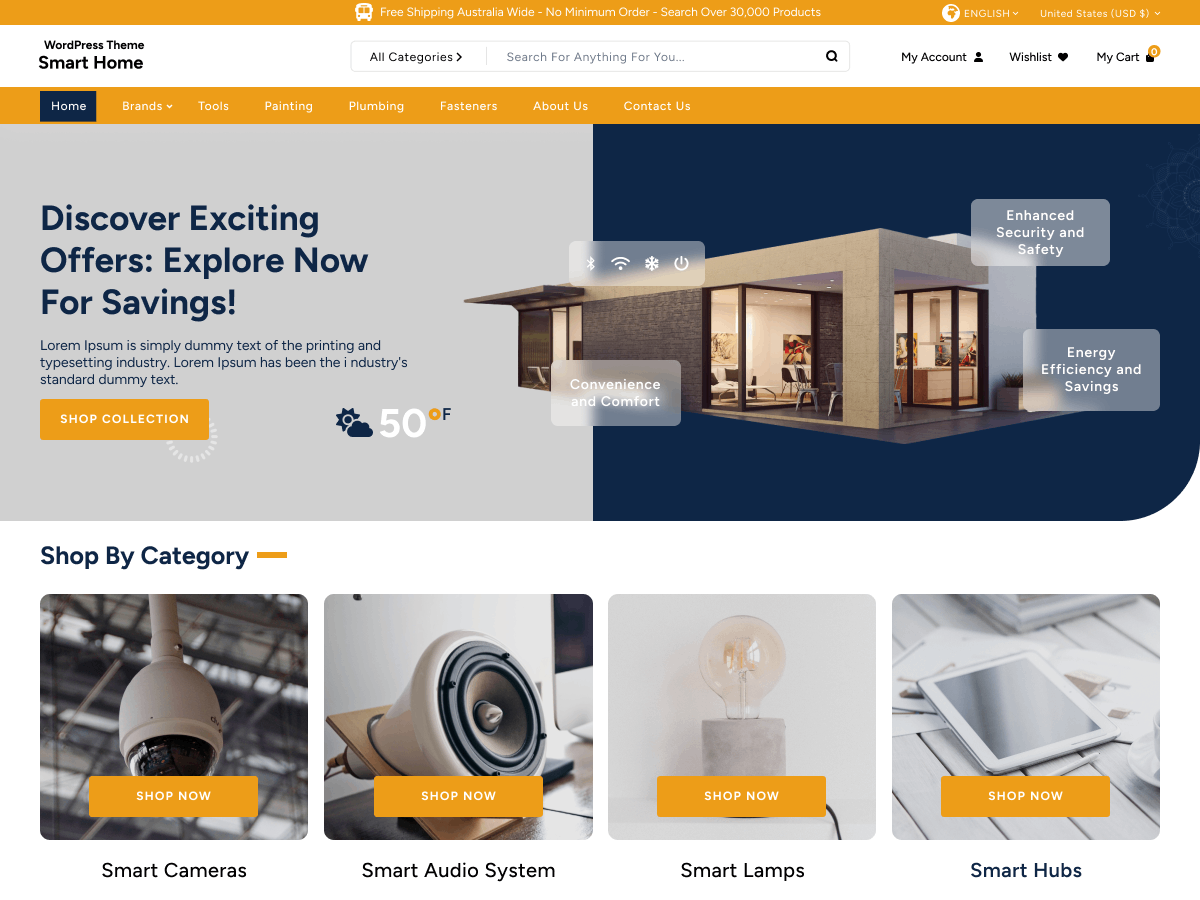 Free Shipping Australia Wide - No Minimum Order - Search Over 30,000 Products
ENGLISH
United States (USD $)
WordPress Theme
Smart Home
All Categories
Search For Anything For You...
My Account
Wishlist
My Cart
0
Home
Brands
Tools
Painting
Plumbing
Fasteners
About Us
Contact Us
Discover Exciting
Offers: Explore Now
For Savings!
Lorem Ipsum is simply dummy text of the printing and
typesetting industry. Lorem Ipsum has been the i ndustry's
standard dummy text.
SHOP COLLECTION
50°F
Enhanced
Security and
Safety
Convenience
and Comfort
Energy
Efficiency and
Savings
Shop By Category
SHOP NOW
SHOP NOW
SHOP NOW
SHOP NOW
Smart Cameras
Smart Audio System
Smart Lamps
Smart Hubs